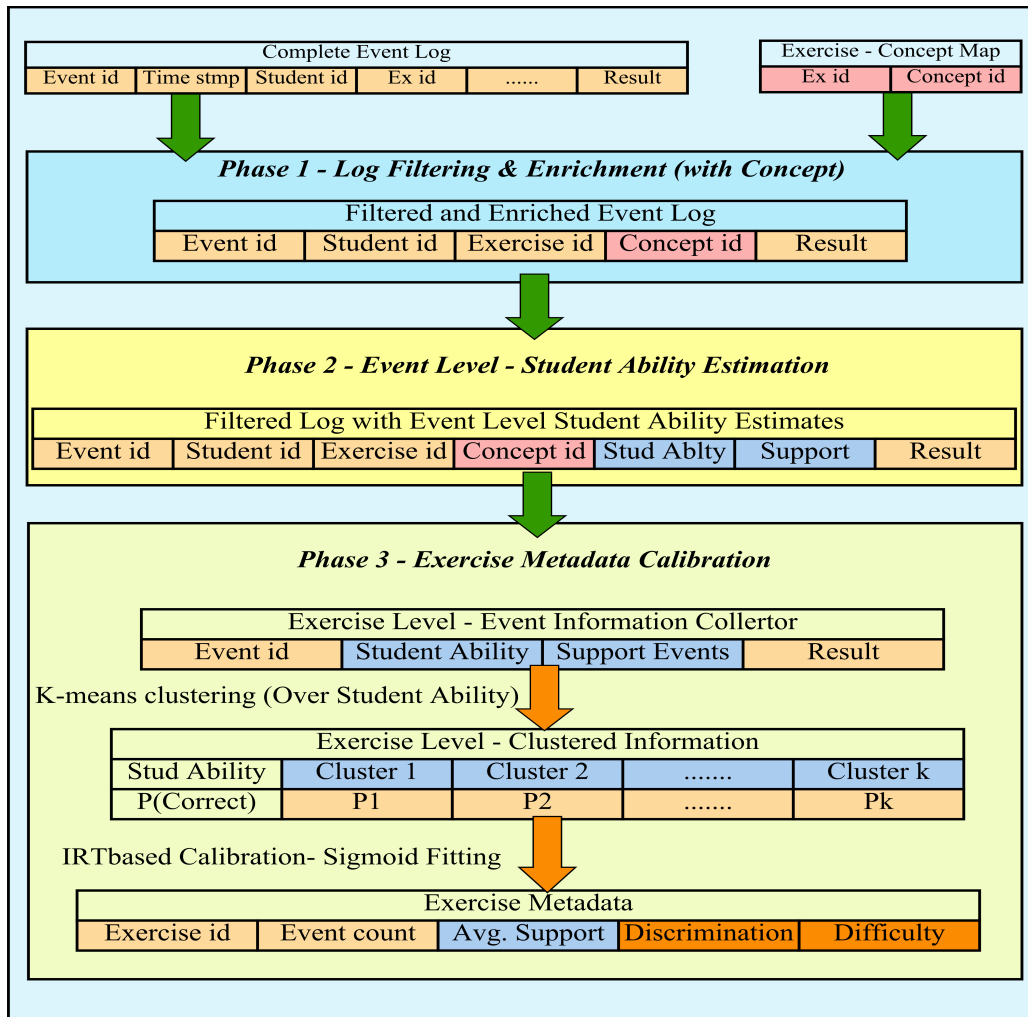 Complete Event Log
Event id Time stmp Student id Ex id ...... Result
Exercise - Concept Map
Ex id Concept id
Phase 1 - Log Filtering & Enrichment (with Concept)
Filtered and Enriched Event Log
Event id Student id Exercise id Concept id Result
Phase 2 - Event Level - Student Ability Estimation
Filtered Log with Event Level Student Ability Estimates
Event id Student id Exercise id Concept id Stud Ablty Support Result
Phase 3 - Exercise Metadata Calibration
Exercise Level - Event Information Collertor
Event id Student Ability Support Events Result
K-means clustering (Over Student Ability)
Exercise Level - Clustered Information
Stud Ability Cluster 1 Cluster 2 ....... Cluster k
P(Correct) P1 P2 ....... Pk
IRTbased Calibration- Sigmoid Fitting
Exercise Metadata
Exercise id Event count Avg. Support Discrimination Difficulty